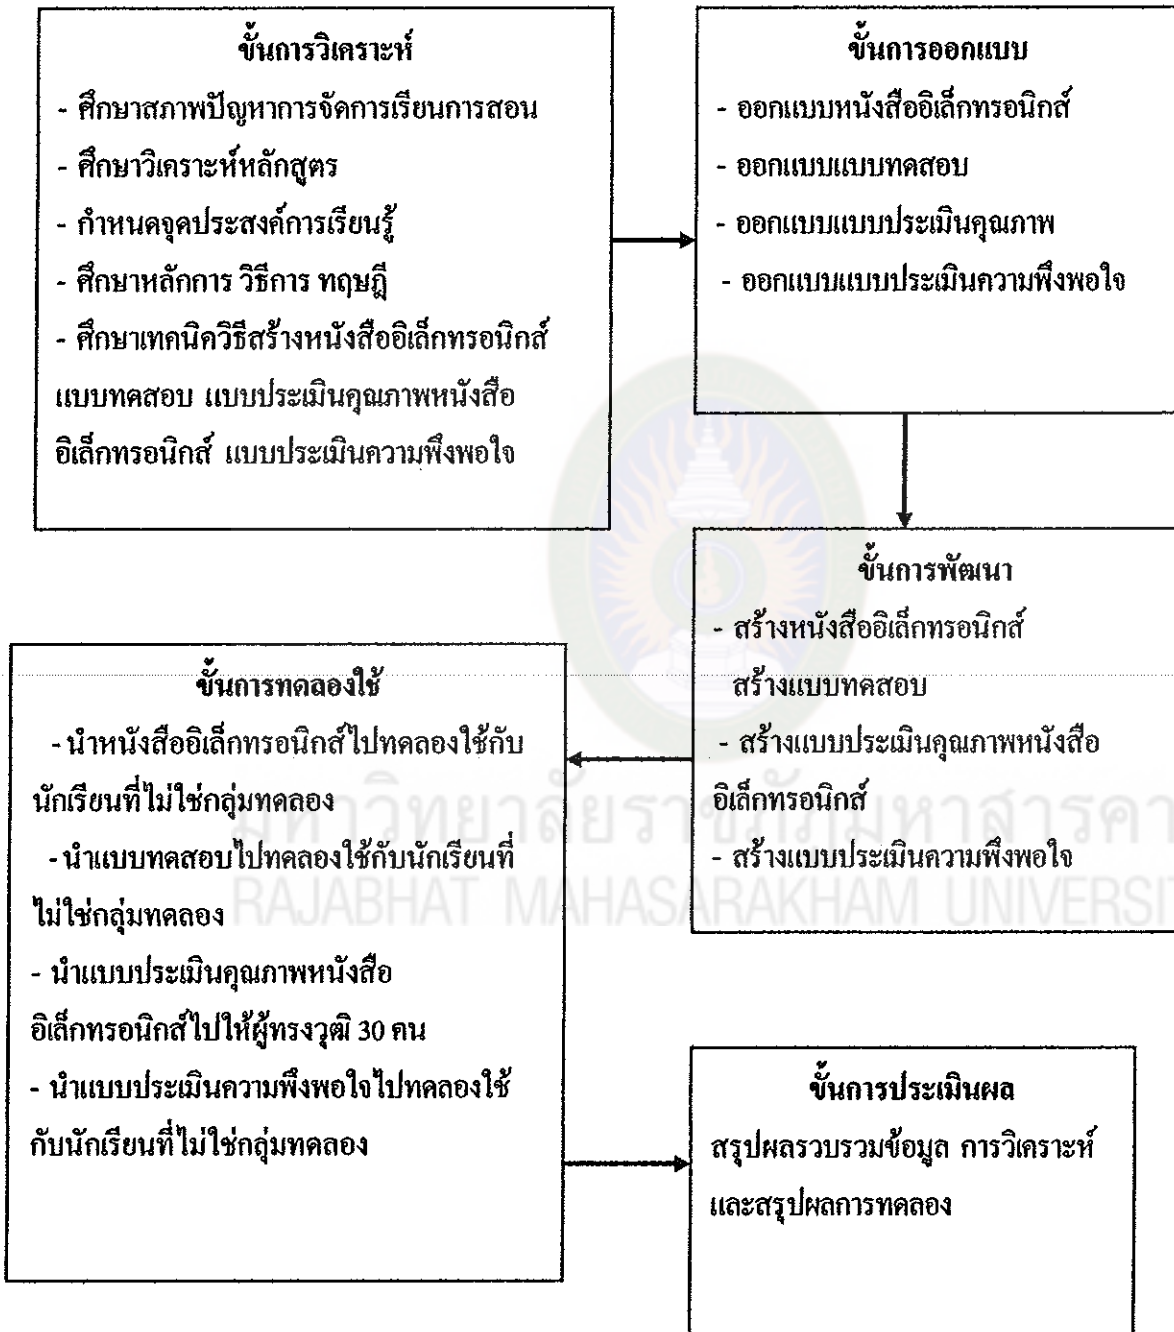 ขั้นการวิเคราะห์
- ศึกษาสภาพปัญหาการจัดการเรียนการสอน
- ศึกษาวิเคราะห์หลักสูตร
- กำหนดจุดประสงค์การเรียนรู้
- ศึกษาหลักการ วิธีการ ทฤษฎี
- ศึกษาเทคนิควิธีสร้างหนังสืออิเล็กทรอนิกส์
แบบทดสอบ แบบประเมินคุณภาพหนังสือ
อิเล็กทรอนิกส์ แบบประเมินความพึงพอใจ
ขั้นการออกแบบ
- ออกแบบหนังสืออิเล็กทรอนิกส์
- ออกแบบแบบทดสอบ
- ออกแบบแบบประเมินคุณภาพ
- ออกแบบแบบประเมินความพึงพอใจ
ขั้นการพัฒนา
- สร้างหนังสืออิเล็กทรอนิกส์
สร้างแบบทดสอบ
- สร้างแบบประเมินคุณภาพหนังสือ
อิเล็กทรอนิกส์
- สร้างแบบประเมินความพึงพอใจ
ขั้นการทดลองใช้
- นำหนังสืออิเล็กทรอนิกส์ไปทดลองใช้กับ
นักเรียนที่ไม่ใช่กลุ่มทดลอง
- นำแบบทดสอบไปทดลองใช้กับนักเรียนที่
ไม่ใช่กลุ่มทดลอง
- นำแบบประเมินคุณภาพหนังสือ
อิเล็กทรอนิกส์ไปให้ผู้ทรงวุฒิ 30 คน
- นำแบบประเมินความพึงพอใจไปทดลองใช้
กับนักเรียนที่ไม่ใช่กลุ่มทดลอง
ขั้นการประเมินผล
สรุปผลรวบรวมข้อมูล การวิเคราะห์
และสรุปผลการทดลอง
มหาวิทยาลัยราชภัฏมหาสารคา
RAJABHAT MAHASARAKHAM UNIVERSIT